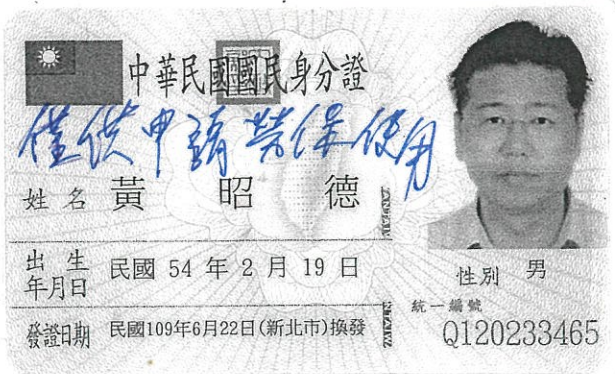 中華民國國民身分證
僅供申請勞保使用
姓名 黃昭德
出生年月日 民國 54 年 2 月 19 日
性別 男
統一編號
發證日期 民國109年6月22日(新北市)換發
Q120233465